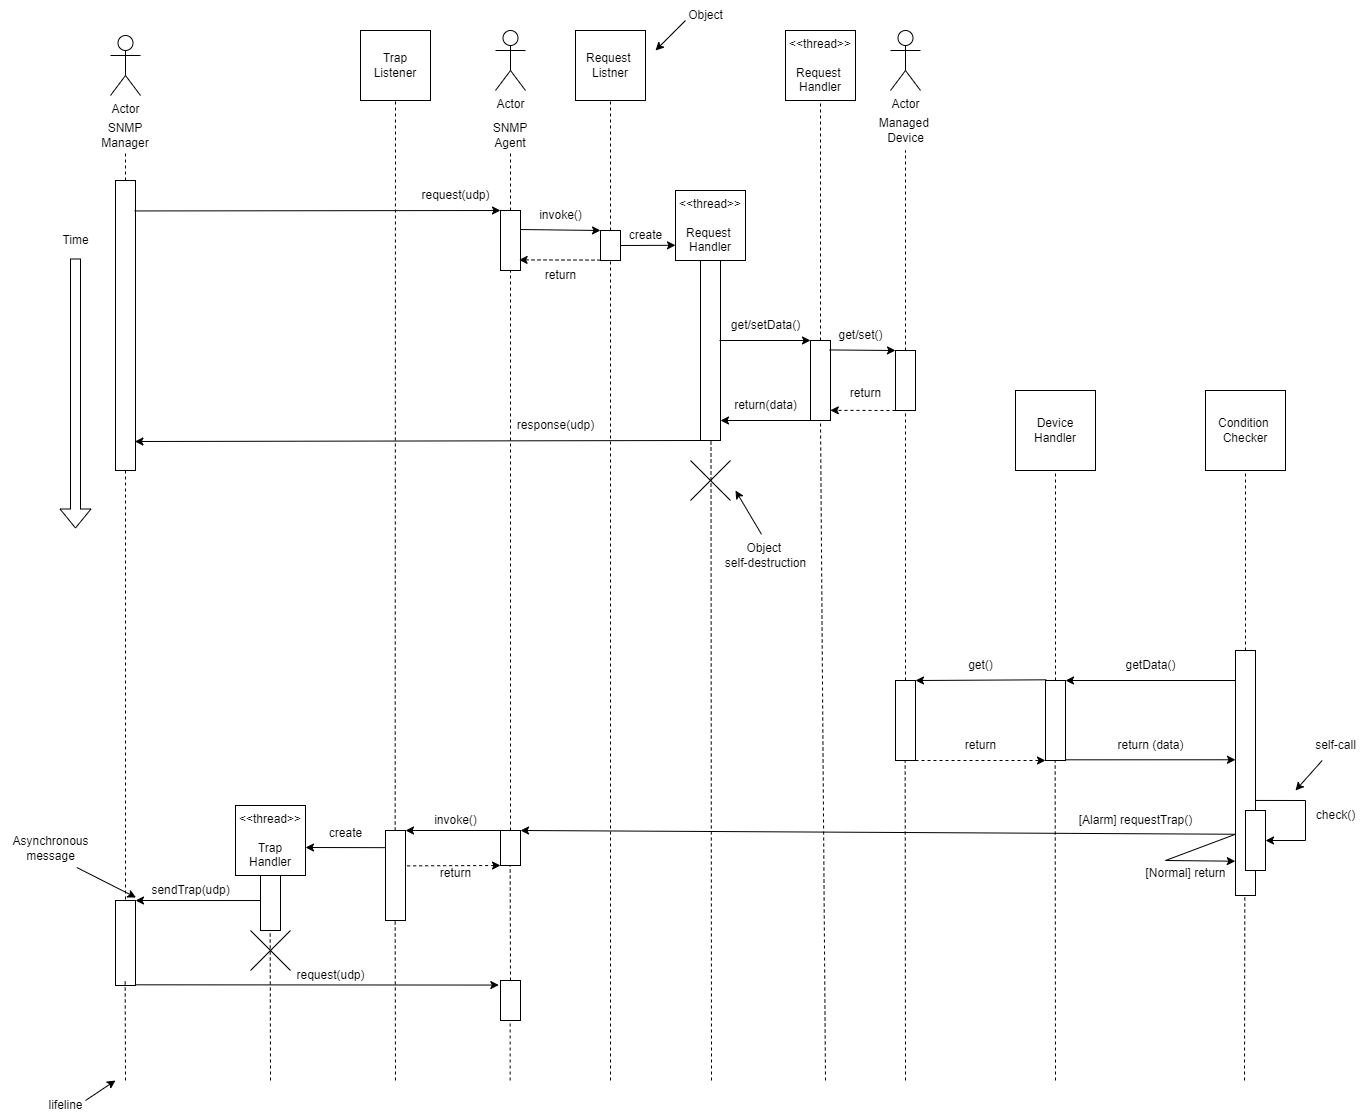 Object
Trap
Listener
Request
Listner
<<thread>>
Request
Handler
Actor
SNMP
Manager
Actor
SNMP
Agent
Actor
Managed
Device
request(udp)
invoke()
create
return
<<thread>>
Request
Handler
Time
get/setData()
get/set()
return
return(data)
response(udp)
Device
Handler
Condition
Checker
Object
self-destruction
get()
getData()
return
return (data)
self-call
check()
[Alarm] requestTrap()
[Normal] return
invoke()
return
create
<<thread>>
Trap
Handler
Asynchronous
message
sendTrap(udp)
request(udp)
lifeline